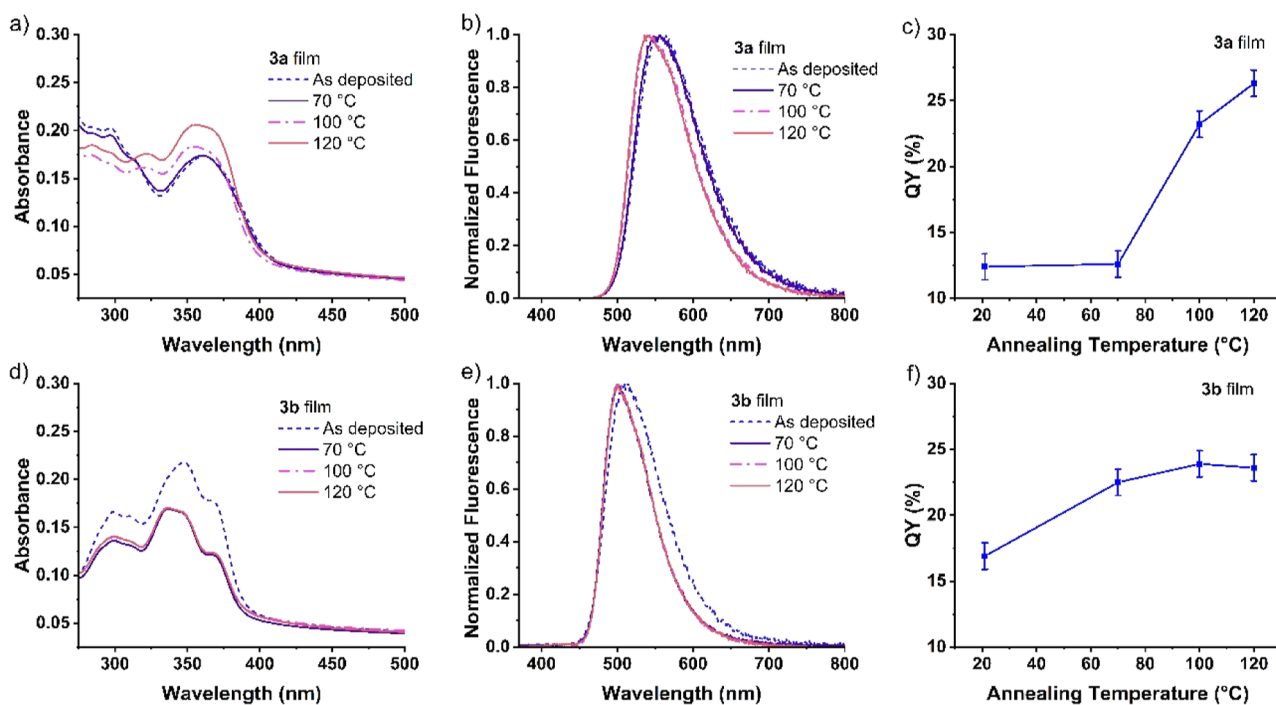 a)
0.30
0.25
0.20
0.15
0.10
0.05
Absorbance
300
350
400
450
500
Wavelength (nm)
3a film
As deposited
70 °C
100 °C
120 °C
b)
1.0
0.8
0.6
0.4
0.2
0.0
Normalized Fluorescence
400
500
600
700
800
Wavelength (nm)
3a film
As deposited
70 °C
100 °C
120 °C
c)
30
25
20
15
10
QY (%)
20
40
60
80
100
120
Annealing Temperature (°C)
3a film
d)
0.30
0.25
0.20
0.15
0.10
0.05
Absorbance
300
350
400
450
500
Wavelength (nm)
3b film
As deposited
70 °C
100 °C
120 °C
e)
1.0
0.8
0.6
0.4
0.2
0.0
Normalized Fluorescence
400
500
600
700
800
Wavelength (nm)
3b film
As deposited
70 °C
100 °C
120 °C
f)
30
25
20
15
10
QY (%)
20
40
60
80
100
120
Annealing Temperature (°C)
3b film